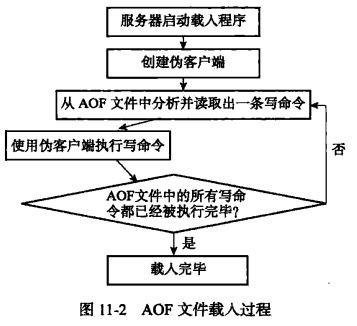 服务器启动载入程序
创建伪客户端
从 AOF 文件中分析并读取出一条写命令
使用伪客户端执行写命令
否
AOF文件中的所有写命
令都已经被执行完毕?
是
载入完毕
图 11-2 AOF 文件载入过程